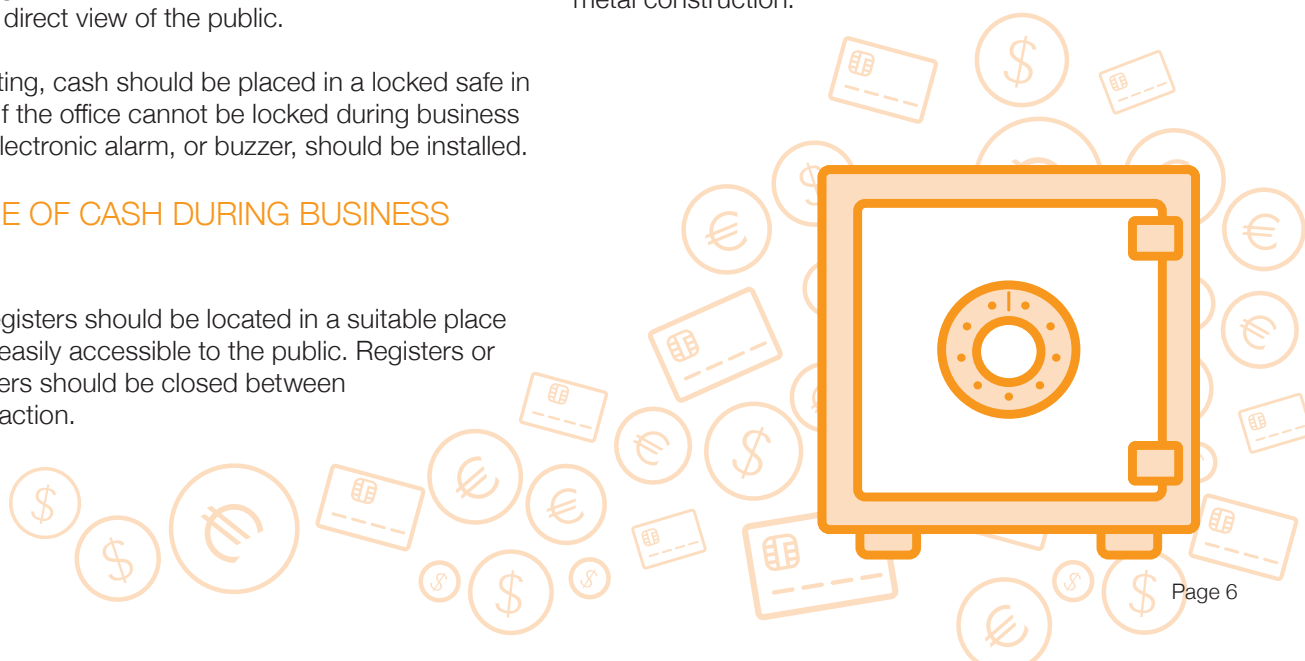 direct view of the public.
ting, cash should be placed in a locked safe in
f the office cannot be locked during business
lectronic alarm, or buzzer, should be installed.
E OF CASH DURING BUSINESS
egisters should be located in a suitable place
easily accessible to the public. Registers or
ers should be closed between
action.
metal construction.
Page 6